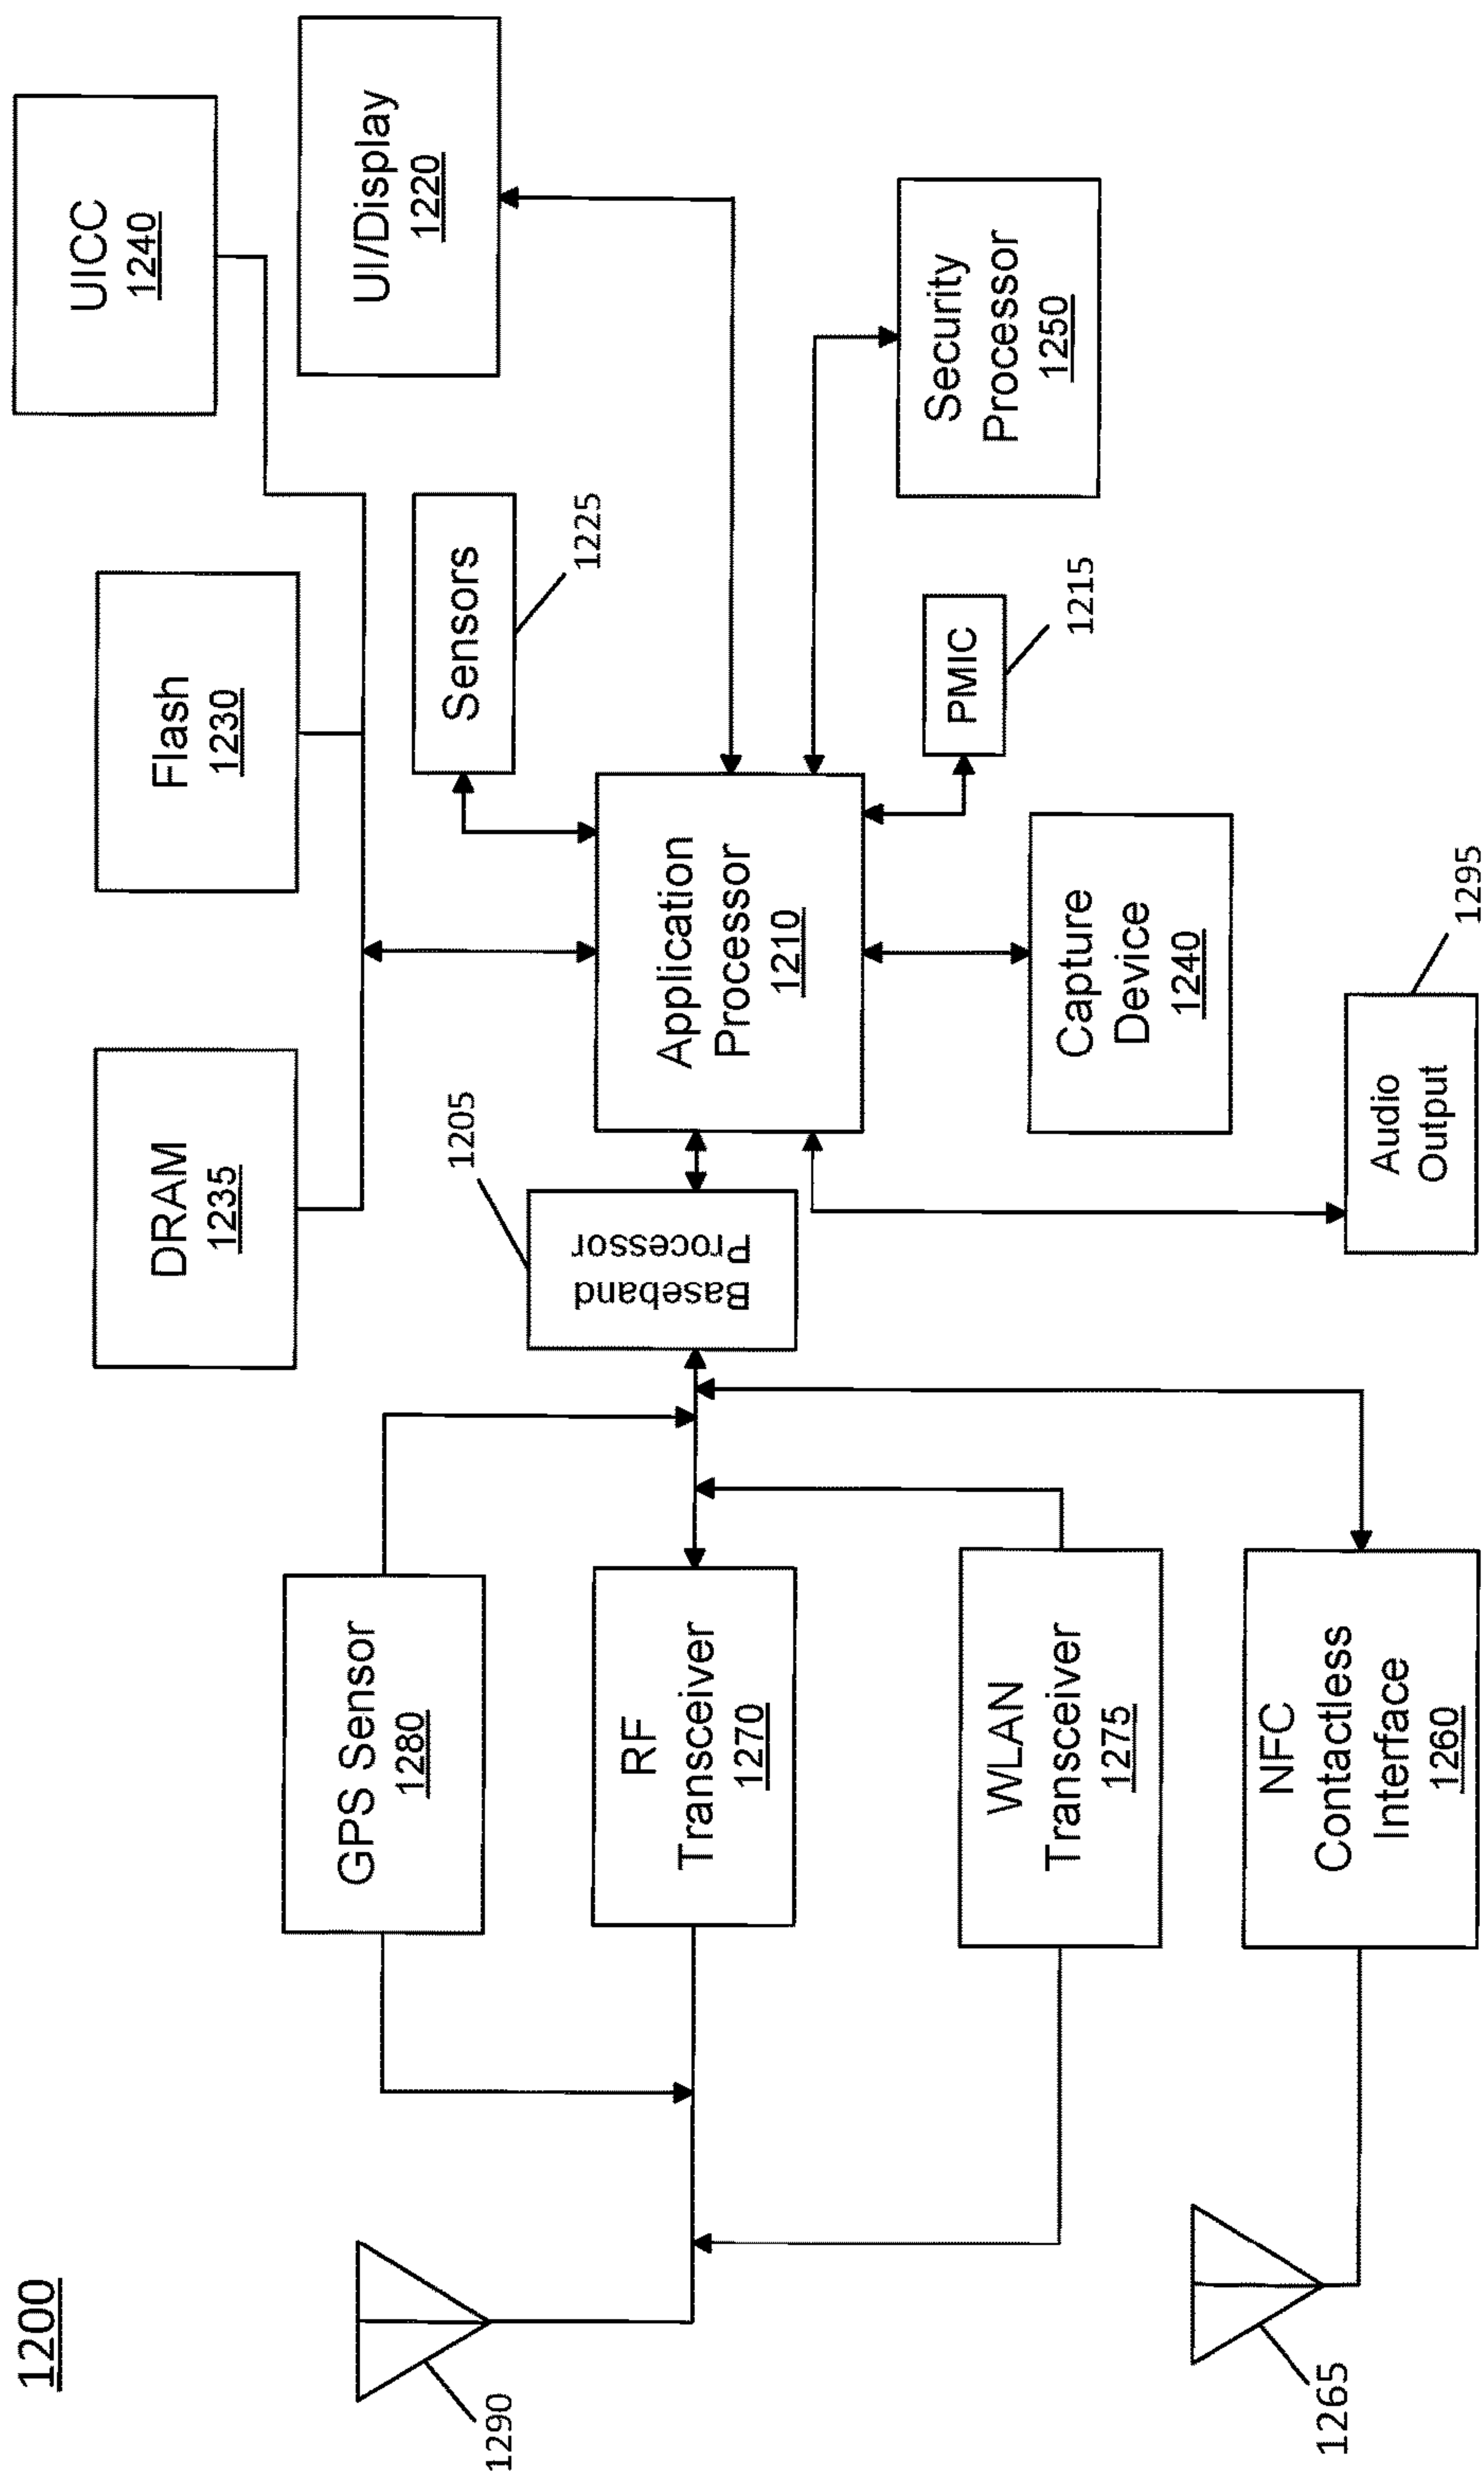 1200
UICC
1240
Flash
1230
DRAM
1235
UI/Display
1220
Sensors
1225
GPS Sensor
1280
1205
Baseband
Processor
Application
Processor
1210
Security
Processor
1250
1290
RF
Transceiver
1270
PMIC
1215
WLAN
Transceiver
1275
Capture
Device
1240
1265
NFC
Contactless
Interface
1260
Audio
Output
1295